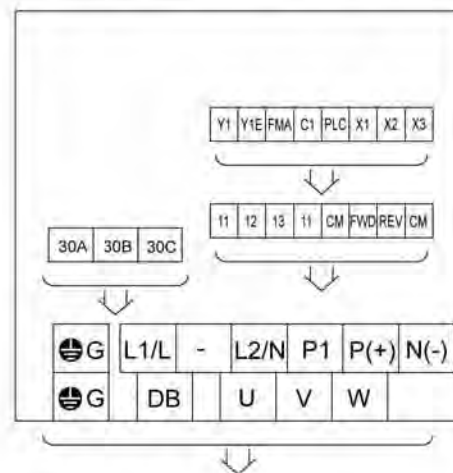 Y1 Y1E FMA C1 PLC X1 X2 X3
11 12 13 11 CM FWD REV CM
30A 30B 30C
G L1/L - L2/N P1 P(+) N(-)
G DB U V W